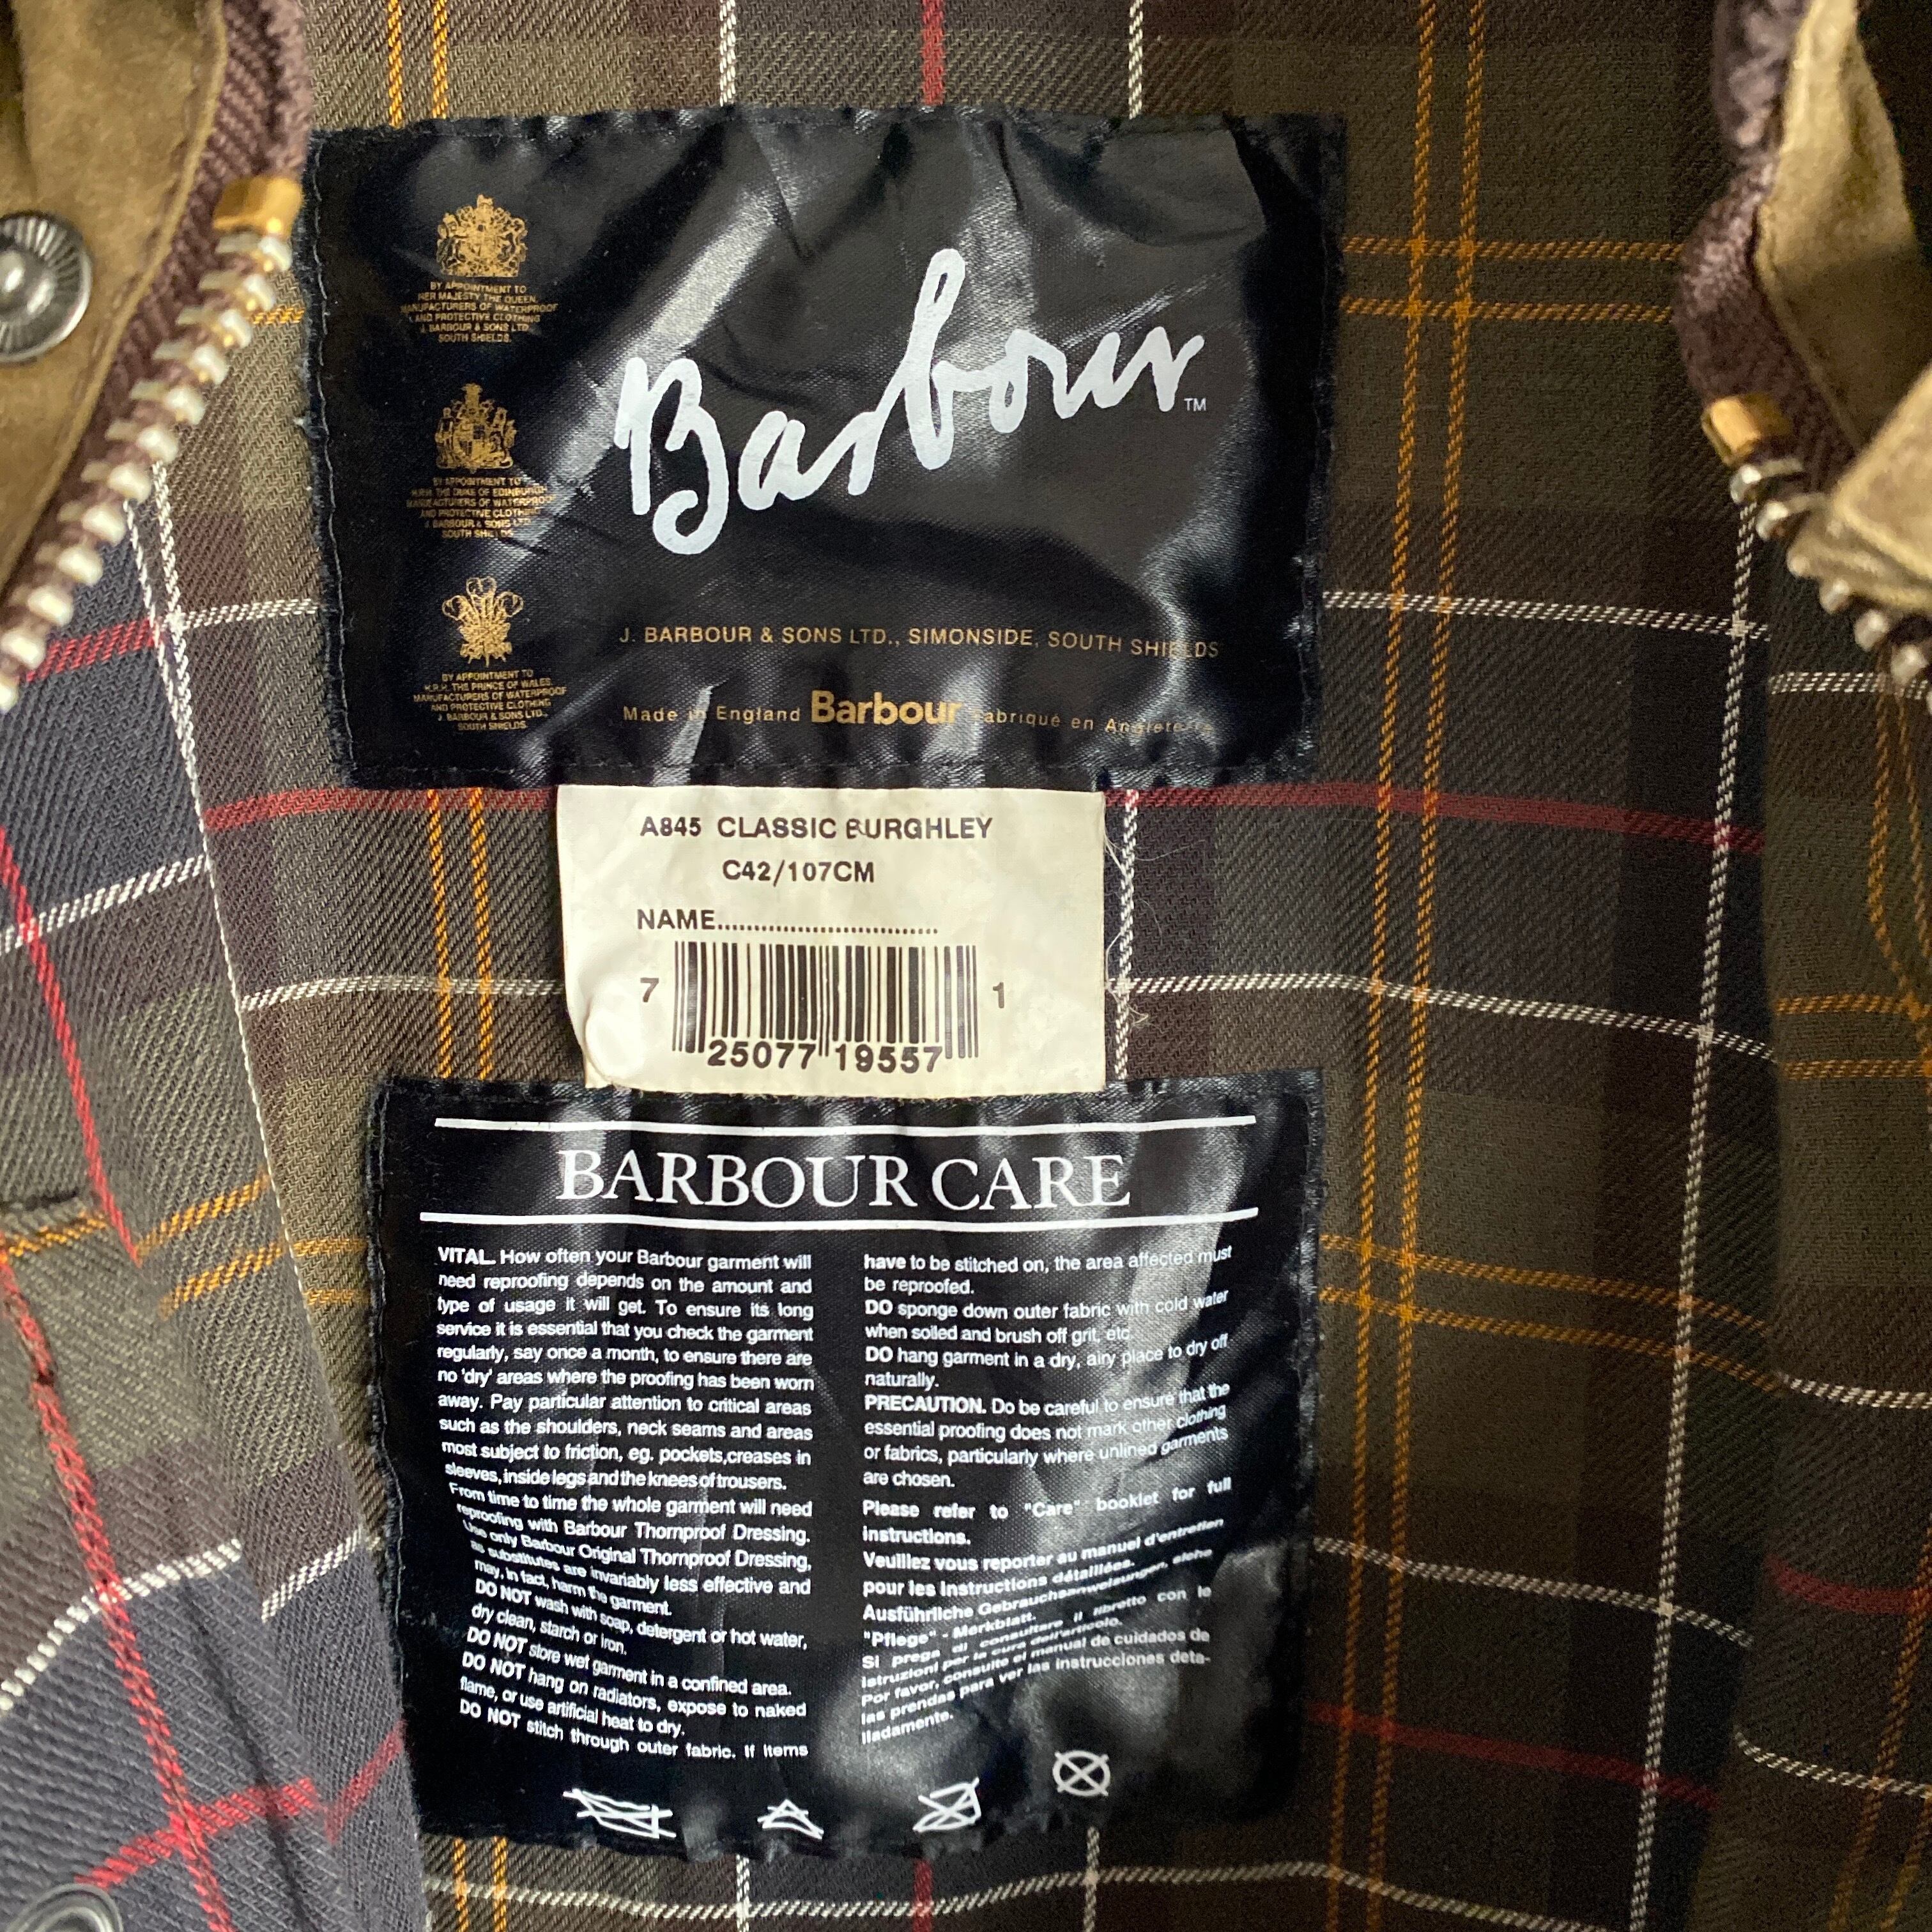 BY APPOINTMENT TO
HER MAJESTY THE QUEEN
MANUFACTURERS OF WATERPROOF
AND PROTECTIVE CLOTHING
J. BARBOUR & SONS LTD.
SOUTH SHIELDS.
BY APPOINTMENT TO
H.R.H. THE DUKE OF EDINBURGH
MANUFACTURERS OF WATERPROOF
AND PROTECTIVE CLOTHING
J. BARBOUR & SONS LTD.
SOUTH SHIELDS
BY APPOINTMENT TO
H.R.H. THE PRINCE OF WALES.
MANUFACTURERS OF WATERPROOF
AND PROTECTIVE CLOTHING
J. BARBOUR & SONS LTD.,
SOUTH SHIELDS.
Barbour™
J. BARBOUR & SONS LTD., SIMONSIDE, SOUTH SHIELDS
Made in England Barbour Fabriqué en Angleterre
A845 CLASSIC BURGHLEY
C42/107CM
NAME...............................
7 25077 19557 1
BARBOUR CARE
VITAL. How often your Barbour garment will
need reproofing depends on the amount and
type of usage it will get. To ensure its long
service it is essential that you check the garment
regularly, say once a month, to ensure there are
no 'dry' areas where the proofing has been worn
away. Pay particular attention to critical areas
such as the shoulders, neck seams and areas
most subject to friction, eg. pockets,creases in
sleeves, inside legs and the knees of trousers.
From time to time the whole garment will need
reproofing with Barbour Thornproof Dressing.
Use only Barbour Original Thornproof Dressing,
as substitutes are invariably less effective and
may, in fact, harm the garment.
DO NOT wash with soap, detergent or hot water,
dry clean, starch or iron.
DO NOT store wet garment in a confined area.
DO NOT hang on radiators, expose to naked
flame, or use artificial heat to dry.
DO NOT stitch through outer fabric. If items
have to be stitched on, the area affected must
be reproofed.
DO sponge down outer fabric with cold water
when soiled and brush off grit, etc.
DO hang garment in a dry, airy place to dry off
naturally.
PRECAUTION. Do be careful to ensure that the
essential proofing does not mark other clothing
or fabrics, particularly where unlined garments
are chosen.
Please refer to "Care" booklet for full
instructions.
Veuillez vous reporter au manuel d'entretien
pour les instructions détaillées.
Ausführliche Gebrauchsanweisungen, siehe
"Pflege" - Merkblatt.
Si prega di consultare il libretto con le
istruzioni per la cura dell'articolo.
Por favor, consulte el manual de cuidados de
las prendas para ver las instrucciones deta-
lladamente.